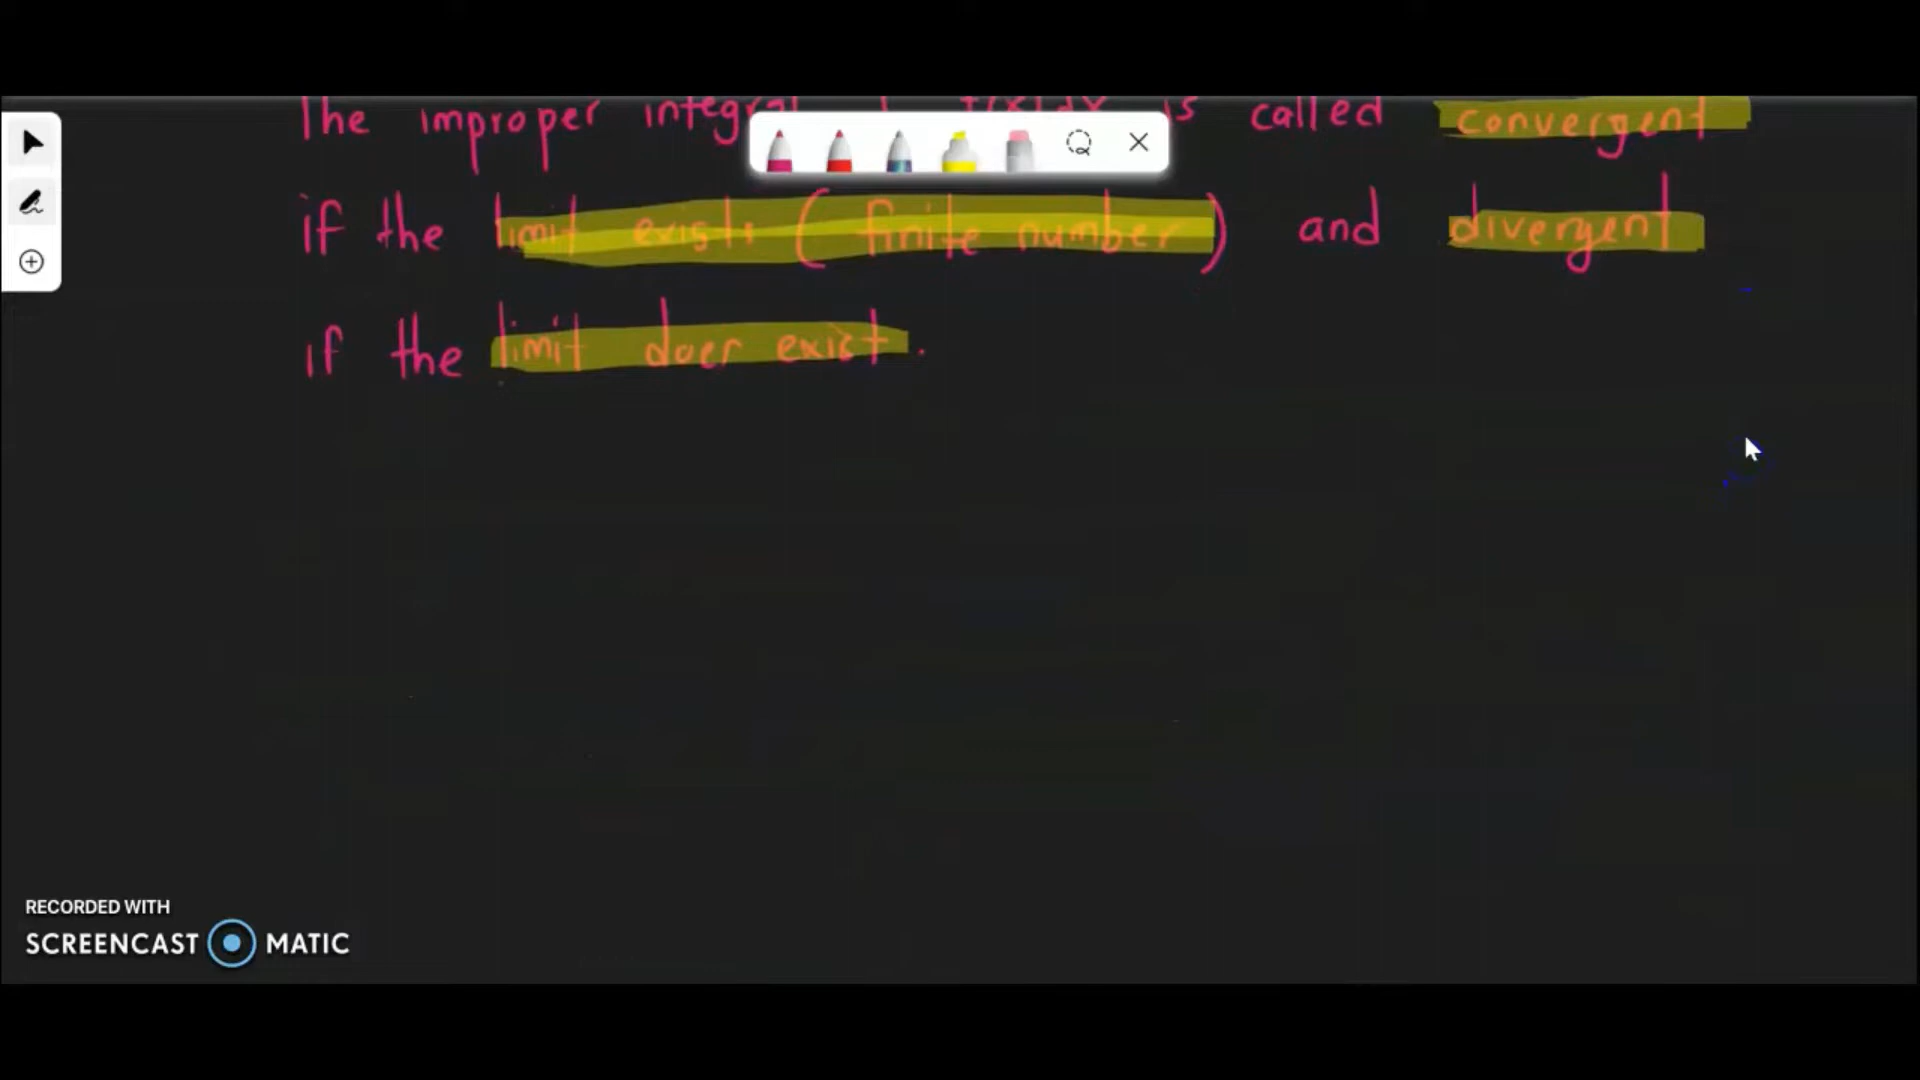 The improper integral is called convergent
if the limit exists ( finite number ) and divergent
if the limit does exist .
RECORDED WITH
SCREENCAST MATIC